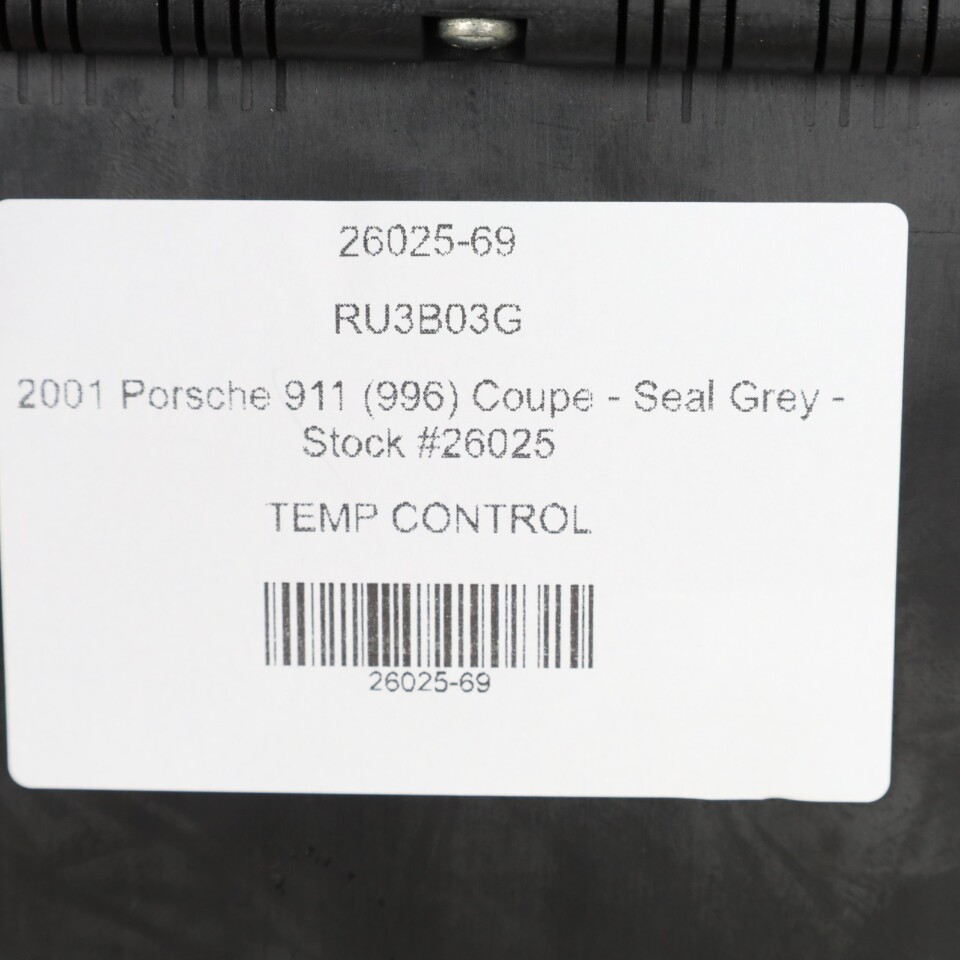 26025-69
RU3B03G
2001 Porsche 911 (996) Coupe - Seal Grey -
Stock #26025
TEMP CONTROL
26025-69